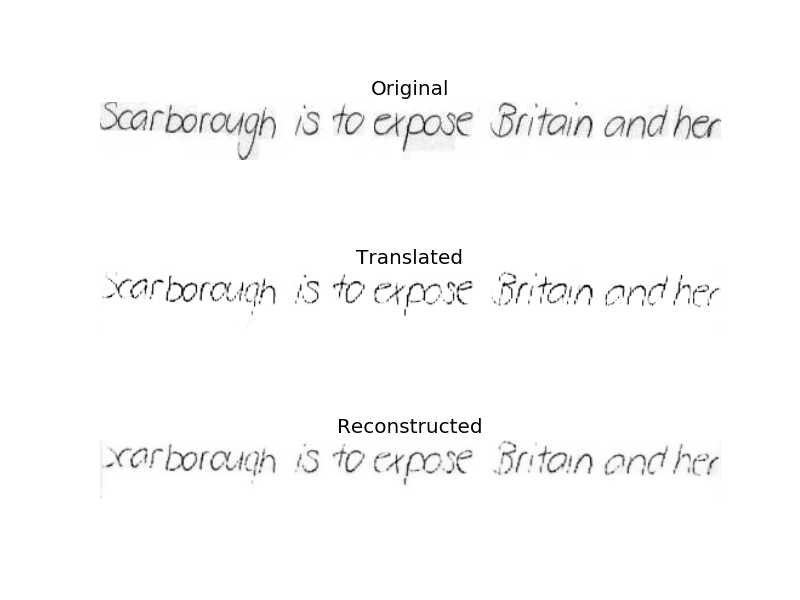 Original
Scarborough is to expose Britain and her
Translated
Scarborough is to expose Britain and her
Reconstructed
Scarborough is to expose Britain and her